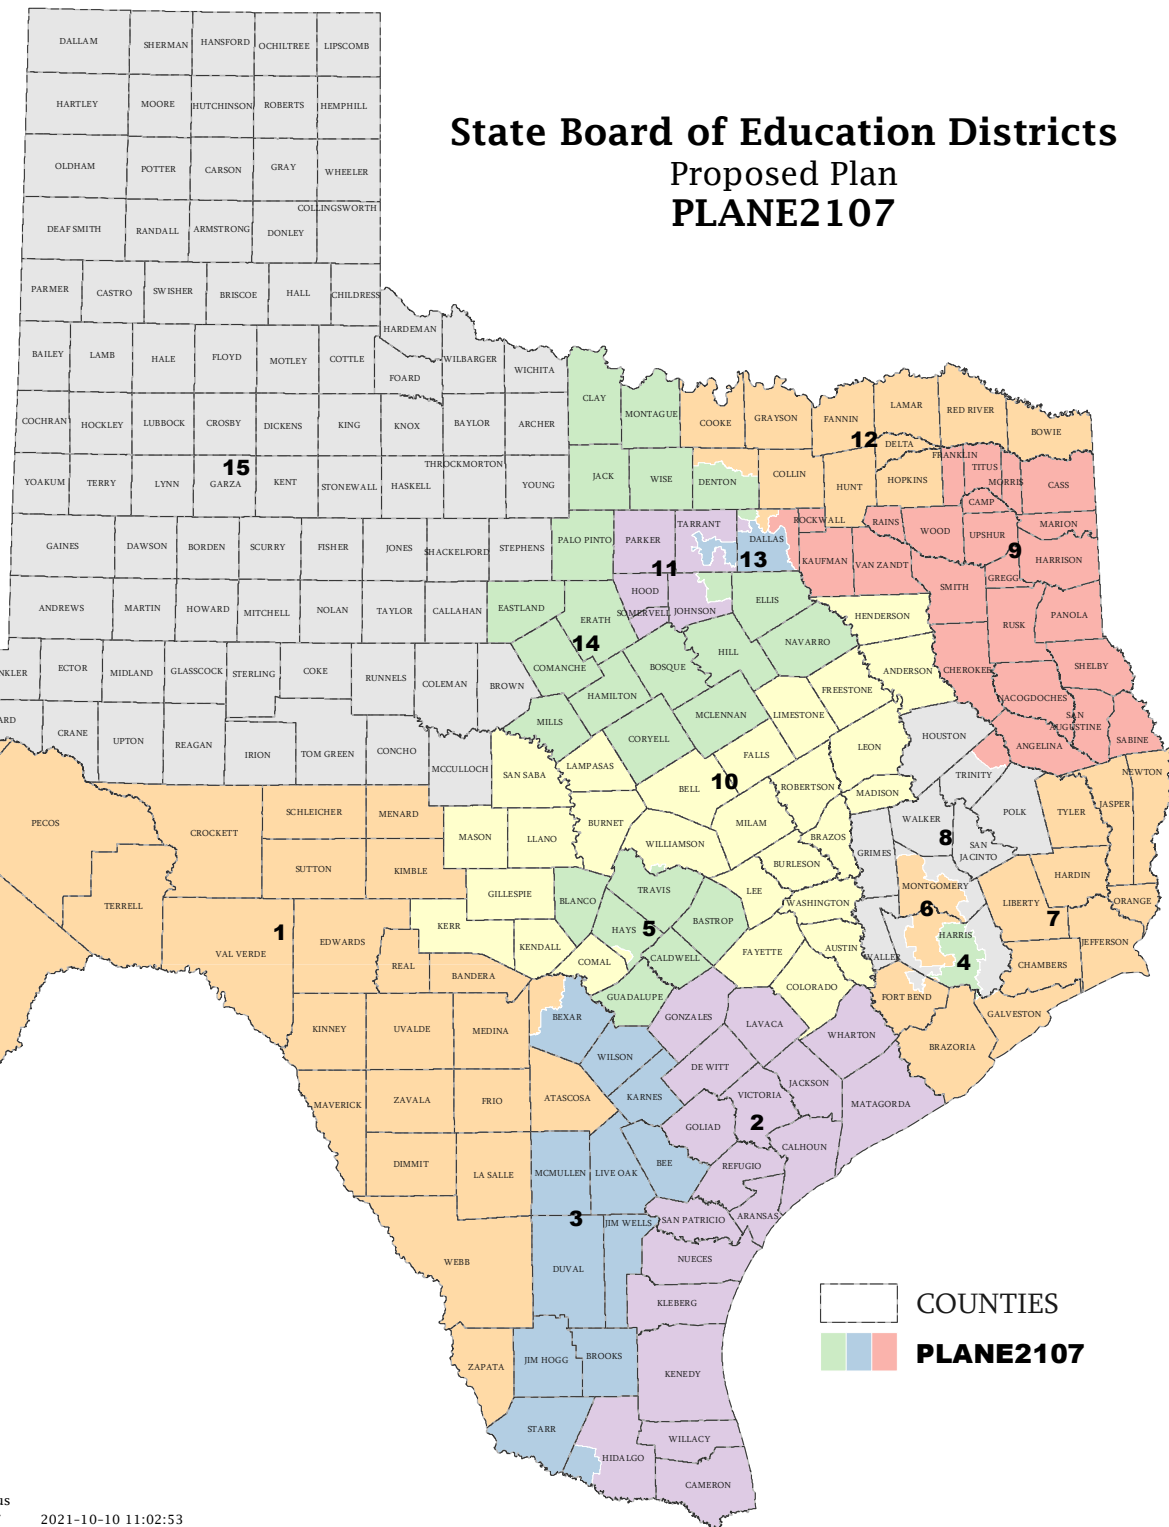 DALLAM
SHERMAN
HANSFORD
OCHILTREE
LIPSCOMB
HARTLEY
MOORE
HUTCHINSON
ROBERTS
HEMPHILL
State Board of Education Districts
Proposed Plan
PLANE2107
OLDHAM
POTTER
CARSON
GRAY
WHEELER
COLLINGSWORTH
DEAF SMITH
RANDALL
ARMSTRONG
DONLEY
PARMER
CASTRO
SWISHER
BRISCOE
HALL
CHILDRESS
HARDEMAN
BAILEY
LAMB
HALE
FLOYD
MOTLEY
COTTLE
FOARD
WILBARGER
WICHITA
CLAY
MONTAGUE
COOKE
GRAYSON
FANNIN
LAMAR
RED RIVER
BOWIE
12
DELTA
COCHRAN
HOCKLEY
LUBBOCK
CROSBY
DICKENS
KING
KNOX
BAYLOR
ARCHER
FRANKLIN
TITUS
MORRIS
CASS
CAMP
15
YOAKUM
TERRY
LYNN
GARZA
KENT
STONEWALL
HASKELL
THROCKMORTON
YOUNG
JACK
WISE
DENTON
COLLIN
HUNT
HOPKINS
GAINES
DAWSON
BORDEN
SCURRY
FISHER
JONES
SHACKELFORD
STEPHENS
PALO PINTO
PARKER
TARRANT
DALLAS
ROCKWALL
RAINS
WOOD
UPSHUR
MARION
HARRISON
9
GREGG
11
13
KAUFMAN
VAN ZANDT
SMITH
ANDREWS
MARTIN
HOWARD
MITCHELL
NOLAN
TAYLOR
CALLAHAN
EASTLAND
ERATH
HOOD
SOMERVELL
JOHNSON
ELLIS
HENDERSON
RUSK
PANOLA
14
NKLER
ECTOR
MIDLAND
GLASSCOCK
STERLING
COKE
RUNNELS
COLEMAN
BROWN
COMANCHE
HAMILTON
BOSQUE
HILL
NAVARRO
ANDERSON
CHEROKEE
SHELBY
NACOGDOCHES
SAN
AUGUSTINE
SABINE
ANGELINA
ARD
CRANE
UPTON
REAGAN
IRION
TOM GREEN
CONCHO
MCCULLOCH
MILLS
CORYELL
MCLENNAN
LIMESTONE
FREESTONE
LEON
HOUSTON
TRINITY
PECOS
CROCKETT
SCHLEICHER
MENARD
SAN SABA
LAMPASAS
BELL
10
FALLS
ROBERTSON
MADISON
WALKER
8
SAN
JACINTO
POLK
TYLER
JASPER
NEWTON
SUTTON
KIMBLE
MASON
LLANO
BURNET
WILLIAMSON
MILAM
BRAZOS
GRIMES
BURLESON
TERRELL
1
VAL VERDE
EDWARDS
REAL
GILLESPIE
KERR
KENDALL
BANDERA
BLANCO
TRAVIS
HAYS
5
BASTROP
CALDWELL
COMAL
GUADALUPE
LEE
WASHINGTON
FAYETTE
AUSTIN
COLORADO
MONTGOMERY
6
HARRIS
4
WALLER
FORT BEND
LIBERTY
7
HARDIN
ORANGE
JEFFERSON
CHAMBERS
GALVESTON
BRAZORIA
KINNEY
UVALDE
MEDINA
BEXAR
WILSON
GONZALES
LAVACA
WHARTON
MAVERICK
ZAVALA
FRIO
ATASCOSA
KARNES
DE WITT
JACKSON
VICTORIA
2
GOLIAD
CALHOUN
MATAGORDA
DIMMIT
LA SALLE
MCMULLEN
LIVE OAK
BEE
REFUGIO
ARANSAS
3
JIM WELLS
SAN PATRICIO
WEBB
DUVAL
NUECES
KLEBERG
ZAPATA
JIM HOGG
BROOKS
KENEDY
STARR
HIDALGO
WILLACY
CAMERON
COUNTIES
PLANE2107
us
2021-10-10 11:02:53